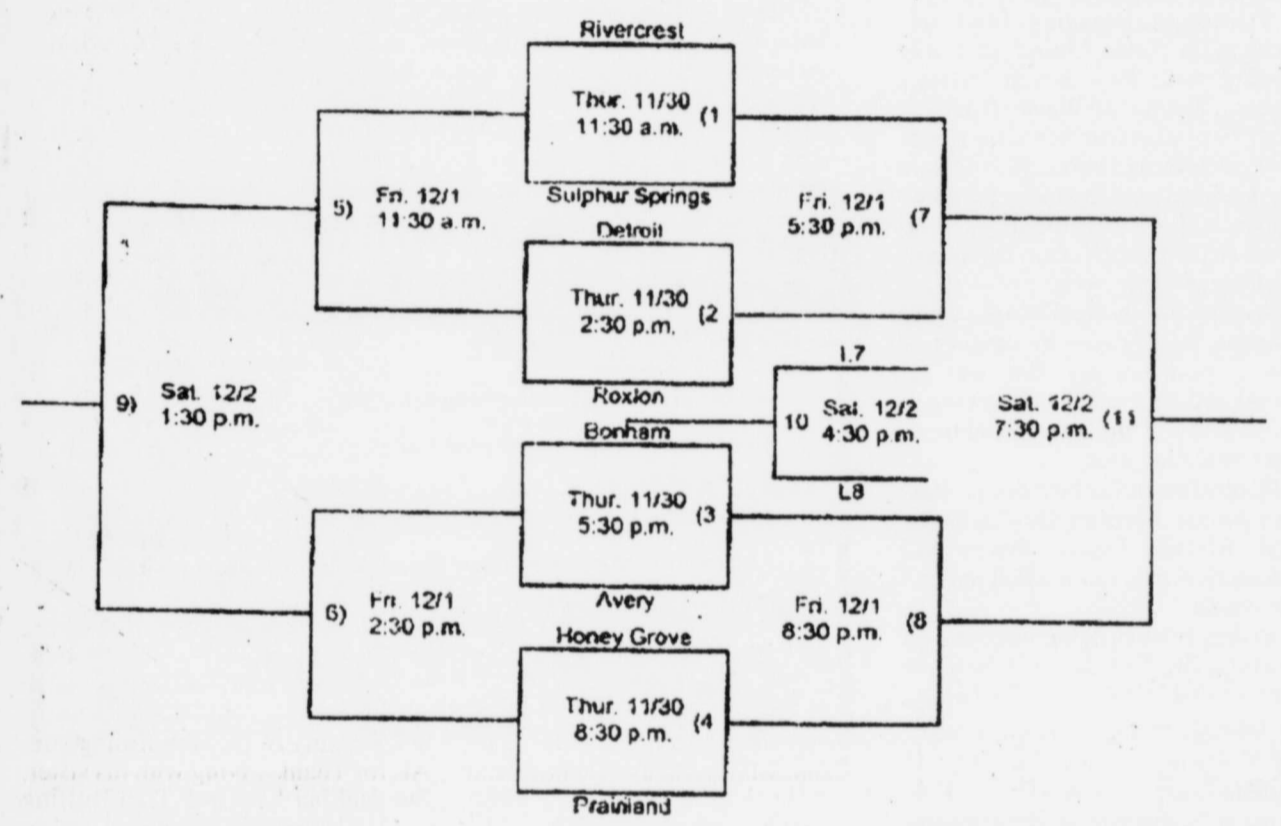 Rivercrest
Thur. 11/30
11:30 a.m. (1
Sulphur Springs
5) Fri. 12/1
11:30 a.m.
Fri. 12/1
5:30 p.m. (7
Detroit
Thur. 11/30
2:30 p.m. (2
Roxton
9) Sat. 12/2
1:30 p.m.
L7
10 Sat. 12/2
4:30 p.m.
L8
Sat. 12/2
7:30 p.m. (11
Bonham
Thur. 11/30
5:30 p.m. (3
Avery
6) Fri. 12/1
2:30 p.m.
Fri. 12/1
8:30 p.m. (8
Honey Grove
Thur. 11/30
8:30 p.m. (4
Prairiland